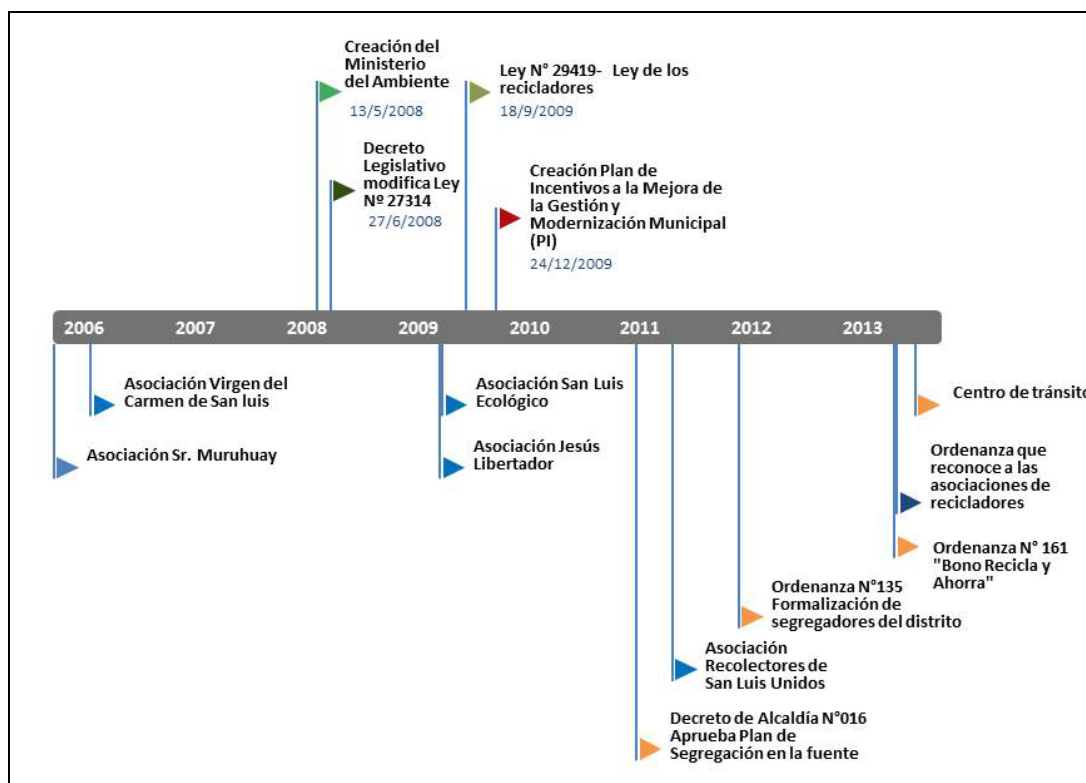 Creación del
Ministerio
del Ambiente
13/5/2008
Ley N° 29419- Ley de los
recicladores
18/9/2009
Decreto
Legislativo
modifica Ley
Nº 27314
27/6/2008
Creación Plan de
Incentivos a la Mejora de
la Gestión y
Modernización Municipal
(PI)
24/12/2009
2006 2007 2008 2009 2010 2011 2012 2013
Asociación Virgen del
Carmen de San luis
Asociación San Luis
Ecológico
Centro de tránsito
Asociación Sr. Muruhuay
Asociación Jesús
Libertador
Ordenanza que
reconoce a las
asociaciones de
recicladores
Ordenanza N° 161
"Bono Recicla y
Ahorra"
Ordenanza N°135
Formalización de
segregadores del distrito
Asociación
Recolectores de
San Luis Unidos
Decreto de Alcaldía N°016
Aprueba Plan de
Segregación en la fuente